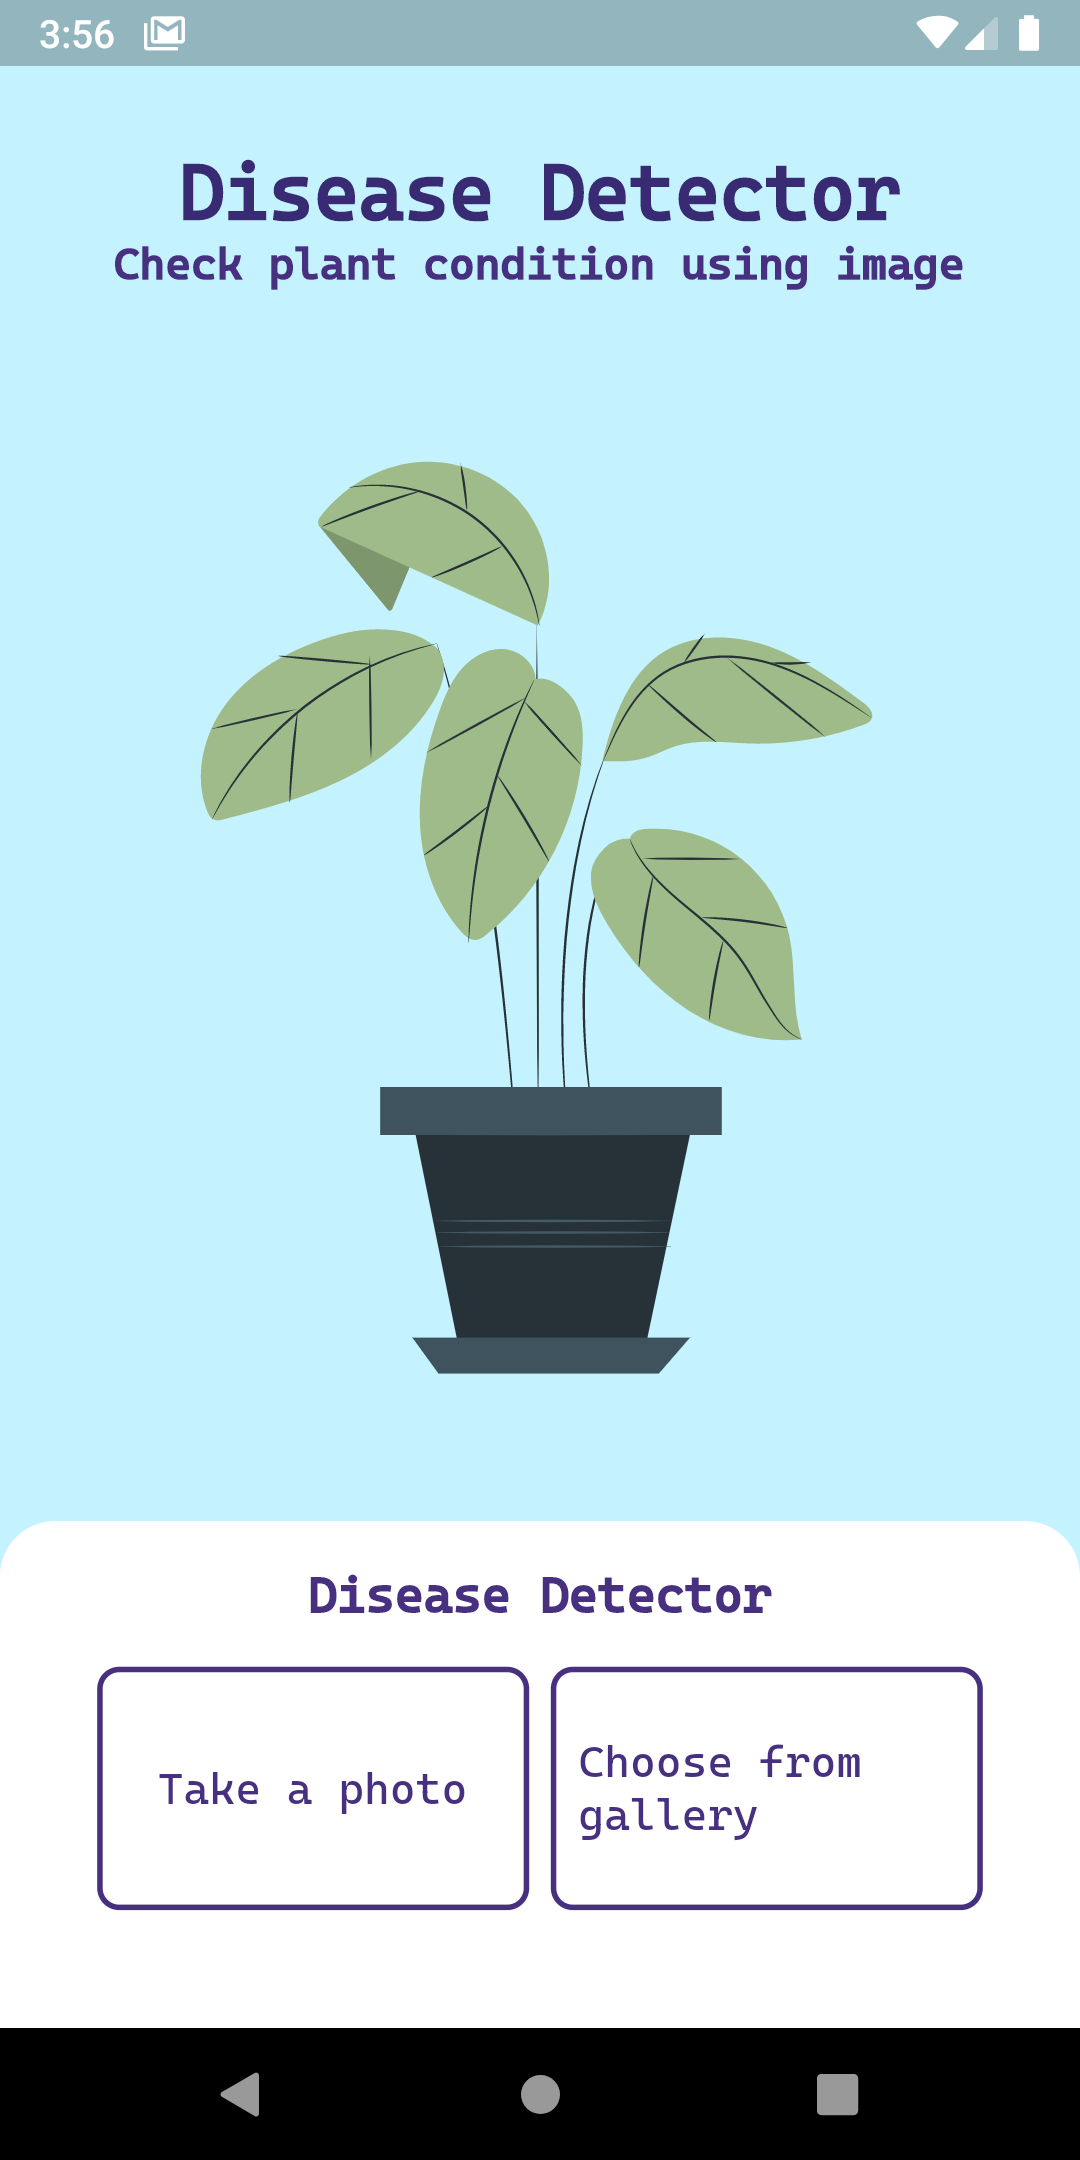 3:56
Disease Detector
Check plant condition using image
Disease Detector
Take a photo
Choose from
gallery